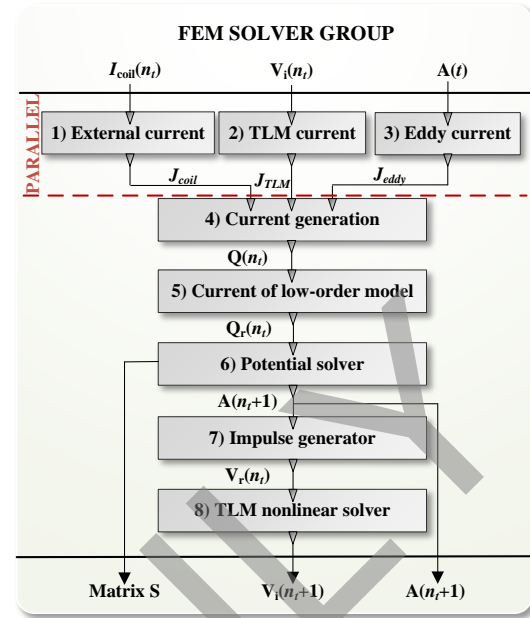 FEM SOLVER GROUP
I_coil(n_t) V_i(n_t) A(t)
PARALLEL
1) External current 2) TLM current 3) Eddy current
J_coil J_TLM J_eddy
4) Current generation
Q(n_t)
5) Current of low-order model
Q_r(n_t)
6) Potential solver
A(n_t+1)
7) Impulse generator
V_r(n_t)
8) TLM nonlinear solver
Matrix S V_i(n_t+1) A(n_t+1)